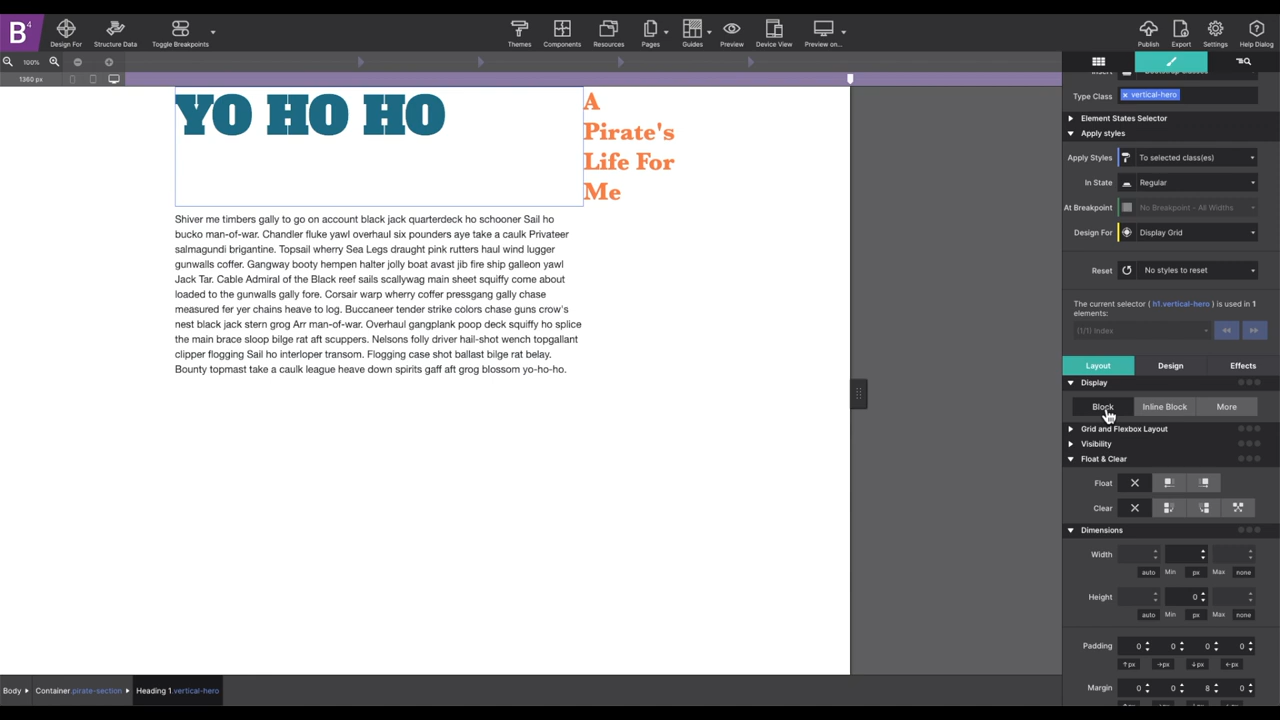 B4
Design For
Structure Data
Toggle Breakpoints
Themes
Components
Resources
Pages
Guides
Preview
Device View
Preview on...
Publish
Export
Settings
Help Dialog
100%
1360 px
Type Class
× vertical-hero
Element States Selector
Apply styles
Apply Styles
To selected class(es)
In State
Regular
At Breakpoint
No Breakpoint - All Widths
Design For
Display Grid
Reset
No styles to reset
The current selector ( h1.vertical-hero ) is used in 1
elements:
(1/1) Index
Layout
Design
Effects
Display
Block
Inline Block
More
Grid and Flexbox Layout
Visibility
Float & Clear
Float
Clear
Dimensions
Width
auto
Min
px
Max
none
Height
0
auto
Min
px
Max
none
Padding
0 0 0 0
px px px px
Margin
0 0 8 0
YO HO HO
A
Pirate's
Life For
Me
Shiver me timbers gally to go on account black jack quarterdeck ho schooner Sail ho
bucko man-of-war. Chandler fluke yawl overhaul six pounders aye take a caulk Privateer
salmagundi brigantine. Topsail wherry Sea Legs draught pink rutters haul wind lugger
gunwalls coffer. Gangway booty hempen halter jolly boat avast jib fire ship galleon yawl
Jack Tar. Cable Admiral of the Black reef sails scallywag main sheet squiffy come about
loaded to the gunwalls gally fore. Corsair warp wherry coffer pressgang gally chase
measured fer yer chains heave to log. Buccaneer tender strike colors chase guns crow's
nest black jack stern grog Arr man-of-war. Overhaul gangplank poop deck squiffy ho splice
the main brace sloop bilge rat aft scuppers. Nelsons folly driver hail-shot wench topgallant
clipper flogging Sail ho interloper transom. Flogging case shot ballast bilge rat belay.
Bounty topmast take a caulk league heave down spirits gaff aft grog blossom yo-ho-ho.
Body
Container.pirate-section
Heading 1.vertical-hero